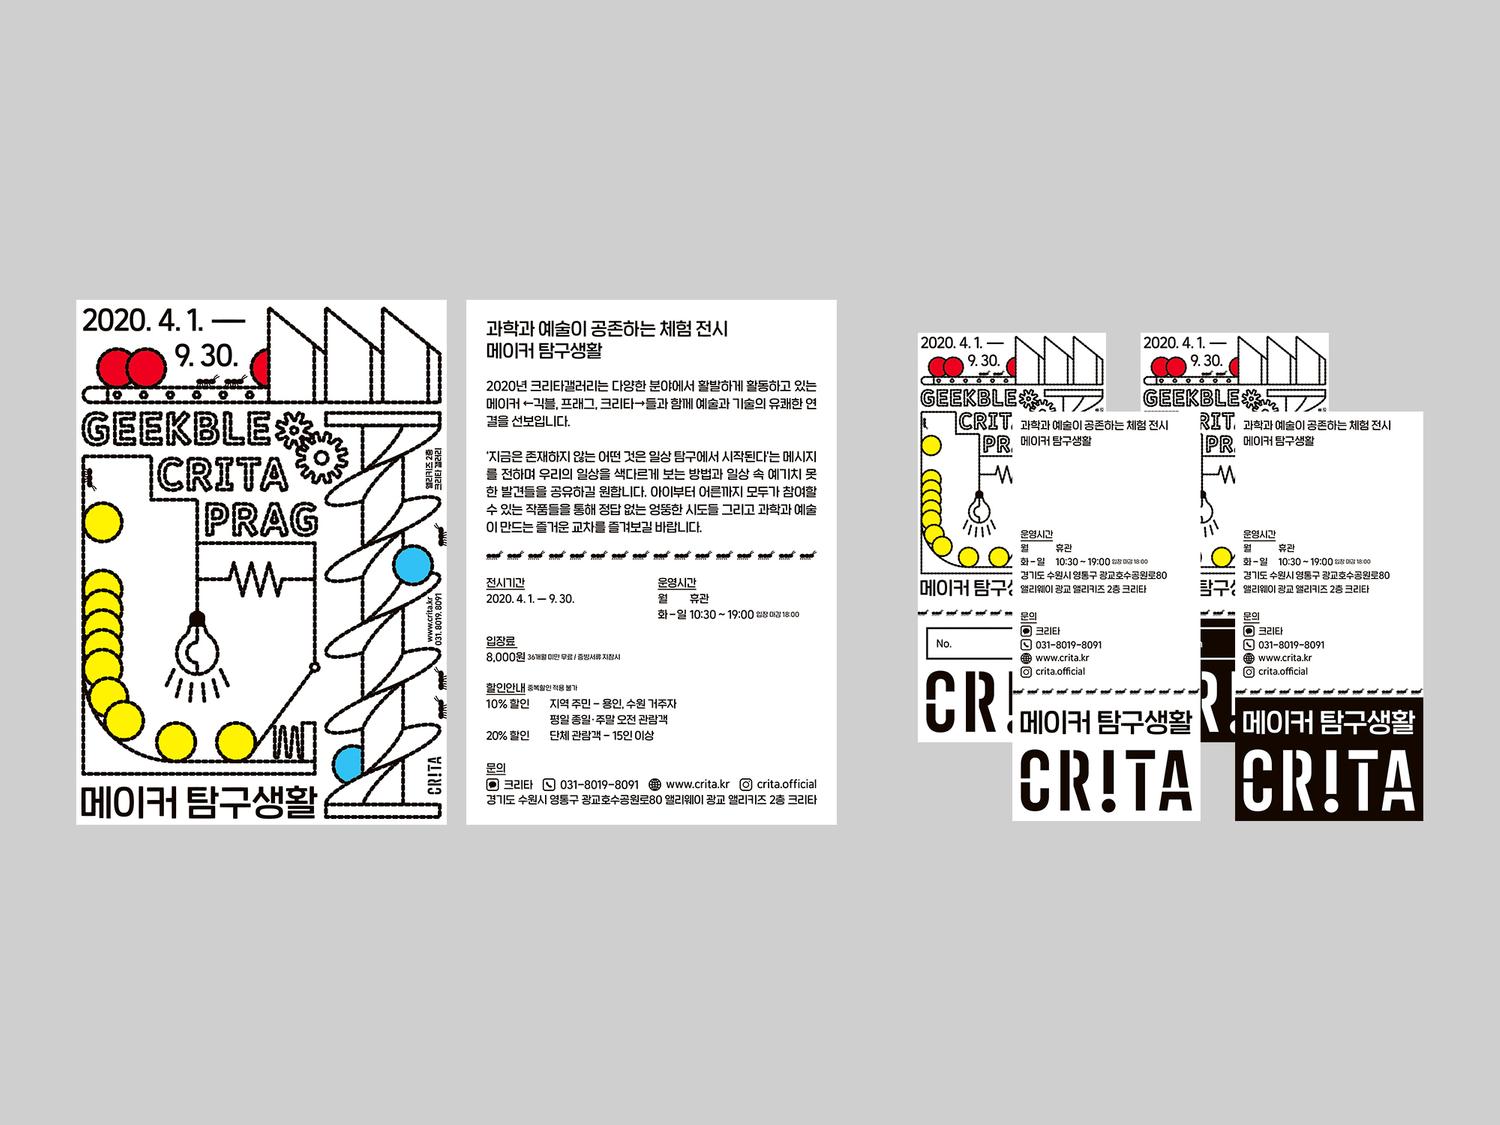 2020. 4. 1. —
9. 30.
GEEKBLE
CRITA
PRAG
앨리키즈 2층
크리타 갤러리
www.crita.kr
031. 8019. 8091
CR!TA
메이커 탐구생활
과학과 예술이 공존하는 체험 전시
메이커 탐구생활
2020년 크리타갤러리는 다양한 분야에서 활발하게 활동하고 있는
메이커 ←긱블, 프래그, 크리타→들과 함께 예술과 기술의 유쾌한 연
결을 선보입니다.
'지금은 존재하지 않는 어떤 것은 일상 탐구에서 시작된다'는 메시지
를 전하며 우리의 일상을 색다르게 보는 방법과 일상 속 예기치 못
한 발견들을 공유하길 원합니다. 아이부터 어른까지 모두가 참여할
수 있는 작품들을 통해 정답 없는 엉뚱한 시도들 그리고 과학과 예술
이 만드는 즐거운 교차를 즐겨보길 바랍니다.
전시기간
2020. 4. 1. — 9. 30.
운영시간
월 휴관
화 – 일 10:30 ~ 19:00 입장 마감 18:00
입장료
8,000원 36개월 미만 무료 / 증빙서류 지참시
할인안내 중복할인 적용 불가
10% 할인 지역 주민 – 용인, 수원 거주자
평일 종일·주말 오전 관람객
20% 할인 단체 관람객 – 15인 이상
문의
크리타 031-8019-8091 www.crita.kr crita.official
경기도 수원시 영통구 광교호수공원로80 앨리웨이 광교 앨리키즈 2층 크리타
2020. 4. 1. —
9. 30.
GEEKBLE
CRIT
PR
메이커 탐구
No.
CR!
과학과 예술이 공존하는 체험 전시
메이커 탐구생활
운영시간
월 휴관
화 – 일 10:30 ~ 19:00 입장 마감 18:00
경기도 수원시 영통구 광교호수공원로80
앨리웨이 광교 앨리키즈 2층 크리타
문의
크리타
031-8019-8091
www.crita.kr
crita.official
메이커 탐구생활
CR!TA
2020. 4. 1. —
9. 30.
GEEKBLE
과학과 예술이 공존하는 체험 전시
메이커 탐구생활
운영시간
월 휴관
화 – 일 10:30 ~ 19:00 입장 마감 18:00
경기도 수원시 영통구 광교호수공원로80
앨리웨이 광교 앨리키즈 2층 크리타
문의
크리타
031-8019-8091
www.crita.kr
crita.official
메이커 탐구생활
CR!TA